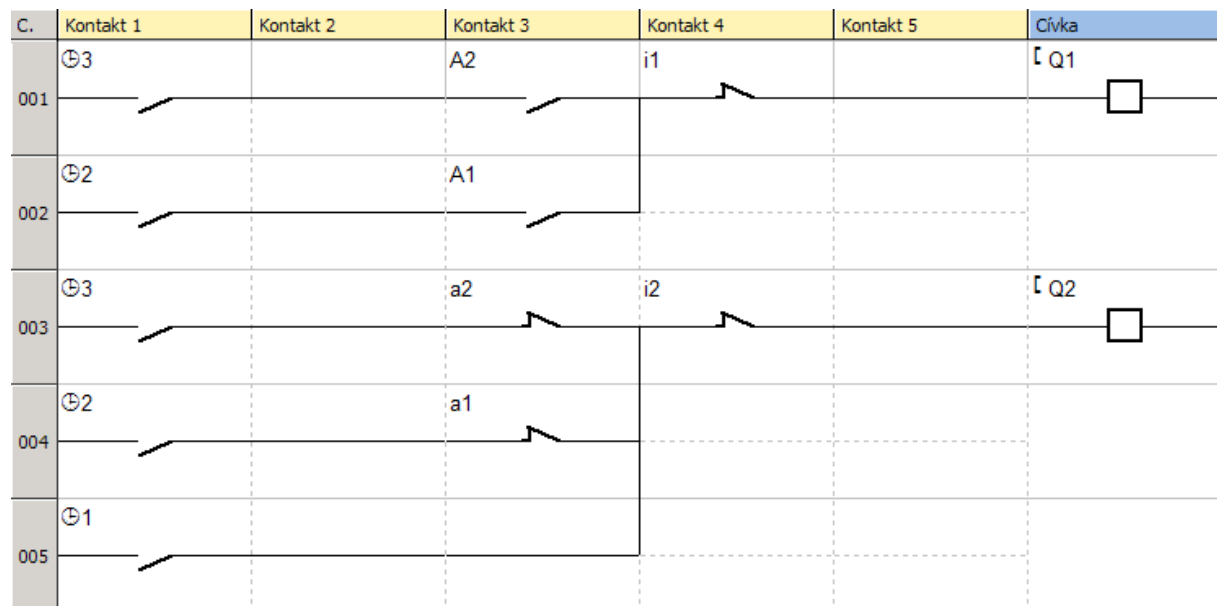 C. Kontakt 1 Kontakt 2 Kontakt 3 Kontakt 4 Kontakt 5 Cívka
3 A2 i1 [ Q1
001
2 A1
002
3 a2 i2 [ Q2
003
2 a1
004
1
005